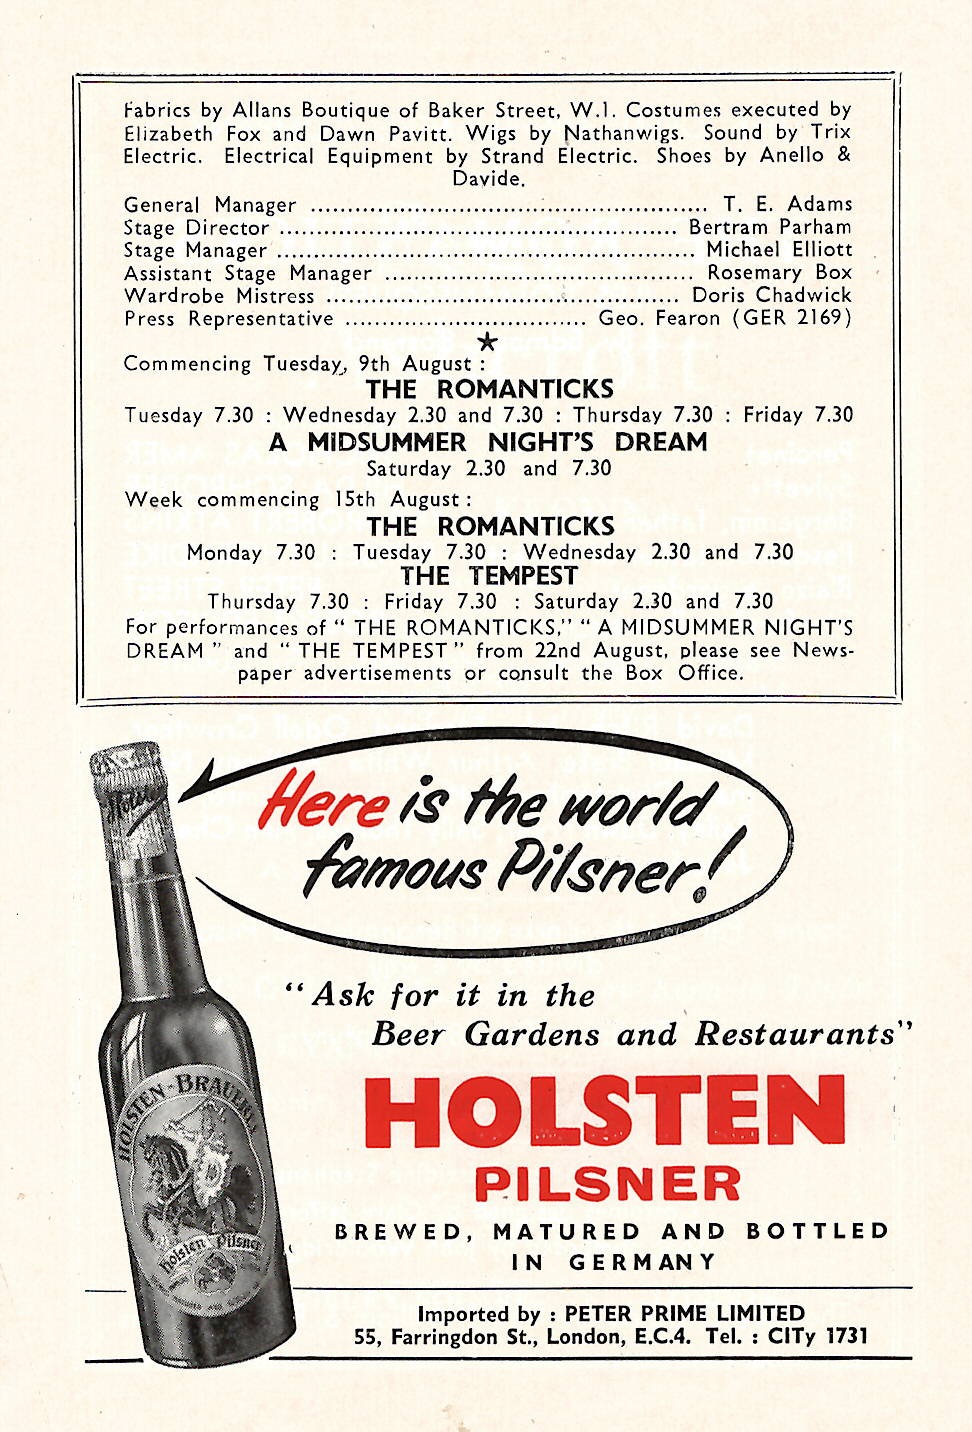 Fabrics by Allans Boutique of Baker Street, W.1. Costumes executed by
Elizabeth Fox and Dawn Pavitt. Wigs by Nathanwigs. Sound by Trix
Electric. Electrical Equipment by Strand Electric. Shoes by Anello &
Davide.
General Manager ...................................................... T. E. Adams
Stage Director ...................................................... Bertram Parham
Stage Manager ......................................................... Michael Elliott
Assistant Stage Manager .......................................... Rosemary Box
Wardrobe Mistress ................................................ Doris Chadwick
Press Representative ................................. Geo. Fearon (GER 2169)
★
Commencing Tuesday, 9th August :
THE ROMANTICKS
Tuesday 7.30 : Wednesday 2.30 and 7.30 : Thursday 7.30 : Friday 7.30
A MIDSUMMER NIGHT'S DREAM
Saturday 2.30 and 7.30
Week commencing 15th August :
THE ROMANTICKS
Monday 7.30 : Tuesday 7.30 : Wednesday 2.30 and 7.30
THE TEMPEST
Thursday 7.30 : Friday 7.30 : Saturday 2.30 and 7.30
For performances of " THE ROMANTICKS," " A MIDSUMMER NIGHT'S
DREAM " and " THE TEMPEST " from 22nd August, please see News-
paper advertisements or consult the Box Office.
Here is the world
famous Pilsner!
"Ask for it in the
Beer Gardens and Restaurants"
HOLSTEN
PILSNER
BREWED, MATURED AND BOTTLED
IN GERMANY
HOLSTEN-BRAUEREI
Holsten Pilsner
Imported by : PETER PRIME LIMITED
55, Farringdon St., London, E.C.4. Tel. : CITy 1731